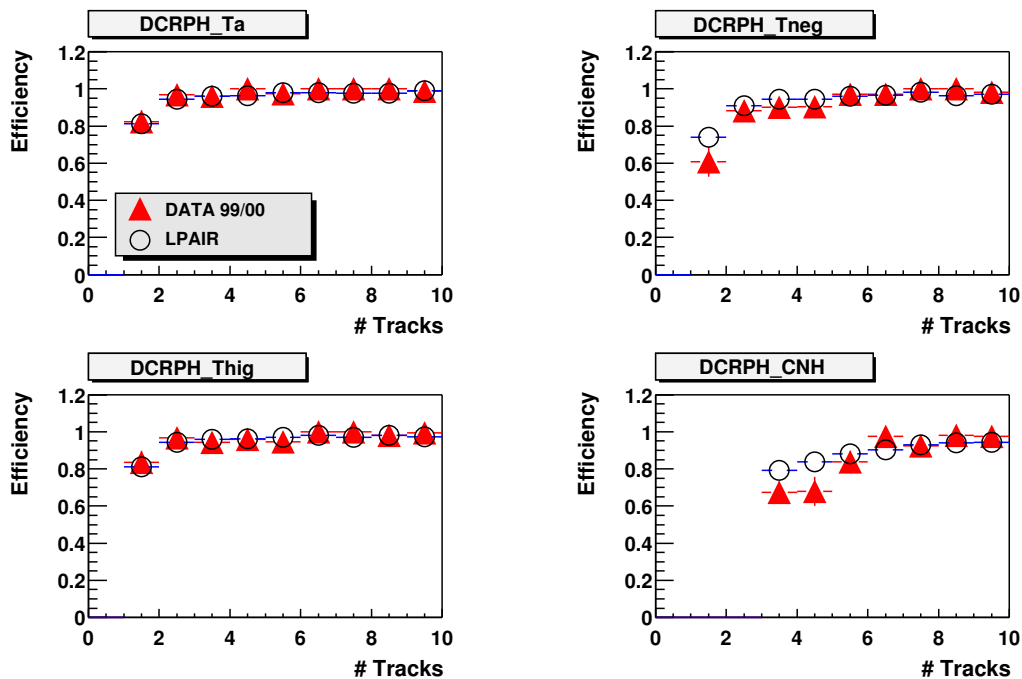 DCRPH_Ta
Efficiency
1.2
1
0.8
0.6
0.4
0.2
0
0 2 4 6 8 10
# Tracks
DATA 99/00
LPAIR
DCRPH_Tneg
Efficiency
1.2
1
0.8
0.6
0.4
0.2
0
0 2 4 6 8 10
# Tracks
DCRPH_Thig
Efficiency
1.2
1
0.8
0.6
0.4
0.2
0
0 2 4 6 8 10
# Tracks
DCRPH_CNH
Efficiency
1.2
1
0.8
0.6
0.4
0.2
0
0 2 4 6 8 10
# Tracks